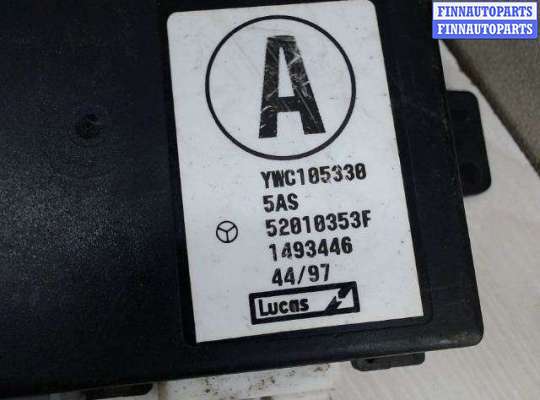 FINNAUTOPARTS
FINNAUTOPARTS
A
YWC105330
5AS
52010353F
1493446
44/97
Lucas